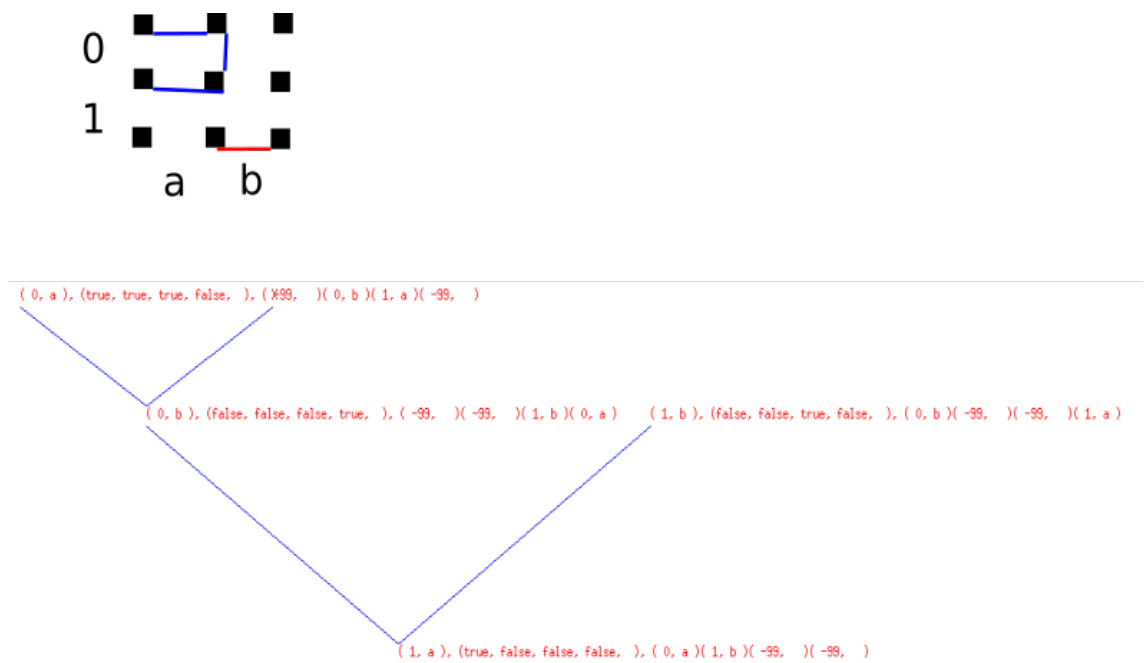 0
1
a b
( 0, a ), (true, true, true, false, ), ( -99, )( 0, b )( 1, a )( -99, )
( 0, b ), (false, false, false, true, ), ( -99, )( -99, )( 1, b )( 0, a ) ( 1, b ), (false, false, true, false, ), ( 0, b )( -99, )( -99, )( 1, a )
( 1, a ), (true, false, false, false, ), ( 0, a )( 1, b )( -99, )( -99, )